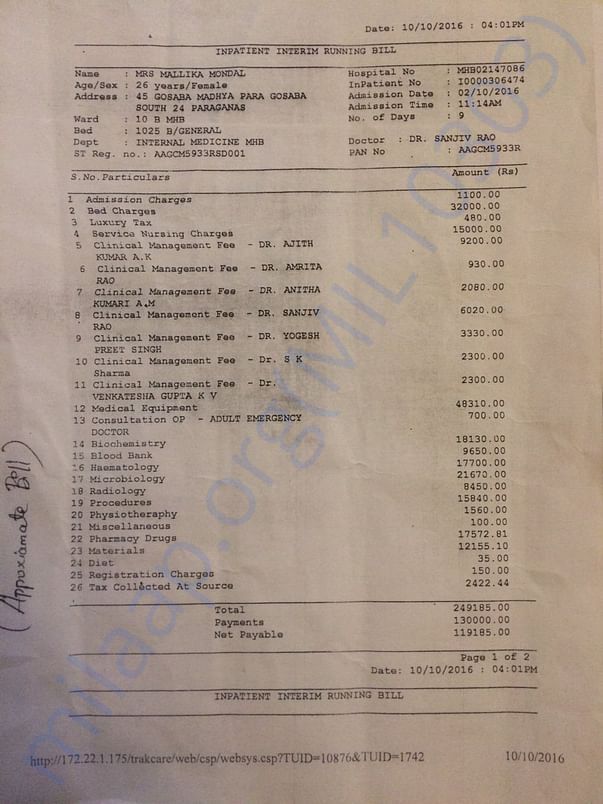 Date: 10/10/2016 : 04:01PM
INPATIENT INTERIM RUNNING BILL
Name : MRS MALLIKA MONDAL Hospital No : MHB02147086
Age/Sex : 26 years/Female InPatient No : I0000306474
Address : 45 GOSABA MADHYA PARA GOSABA Admission Date : 02/10/2016
SOUTH 24 PARAGANAS Admission Time : 11:14AM
Ward : 10 B MHB No. of Days : 9
Bed : 1025 B/GENERAL
Dept : INTERNAL MEDICINE MHB Doctor : DR. SANJIV RAO
ST Reg. no.: AAGCM5933RSD001 PAN No : AAGCM5933R
S.No.Particulars Amount (Rs)
1 Admission Charges 1100.00
2 Bed Charges 32000.00
3 Luxury Tax 480.00
4 Service Nursing Charges 15000.00
5 Clinical Management Fee - DR. AJITH 9200.00
KUMAR A.K
6 Clinical Management Fee - DR. AMRITA 930.00
RAO
7 Clinical Management Fee - DR. ANITHA 2080.00
KUMARI A.M
8 Clinical Management Fee - DR. SANJIV 6020.00
RAO
9 Clinical Management Fee - DR. YOGESH 3330.00
PREET SINGH
10 Clinical Management Fee - Dr. S K 2300.00
Sharma
11 Clinical Management Fee - Dr. 2300.00
VENKATESHA GUPTA K V
12 Medical Equipment 48310.00
13 Consultation OP - ADULT EMERGENCY 700.00
DOCTOR
14 Biochemistry 18130.00
15 Blood Bank 9650.00
16 Haematology 17700.00
17 Microbiology 21670.00
18 Radiology 8450.00
19 Procedures 15840.00
20 Physiotheraphy 1560.00
21 Miscellaneous 100.00
22 Pharmacy Drugs 17572.81
23 Materials 12155.10
24 Diet 35.00
25 Registration Charges 150.00
26 Tax Collected At Source 2422.44
Total 249185.00
Payments 130000.00
Net Payable 119185.00
Page 1 of 2
Date: 10/10/2016 : 04:01PM
INPATIENT INTERIM RUNNING BILL
http://172.22.1.175/trakcare/web/csp/websys.csp?TUID=10876&TUID=1742 10/10/2016
(Appoxiamate Bill)
milaap.org(MIL10303)